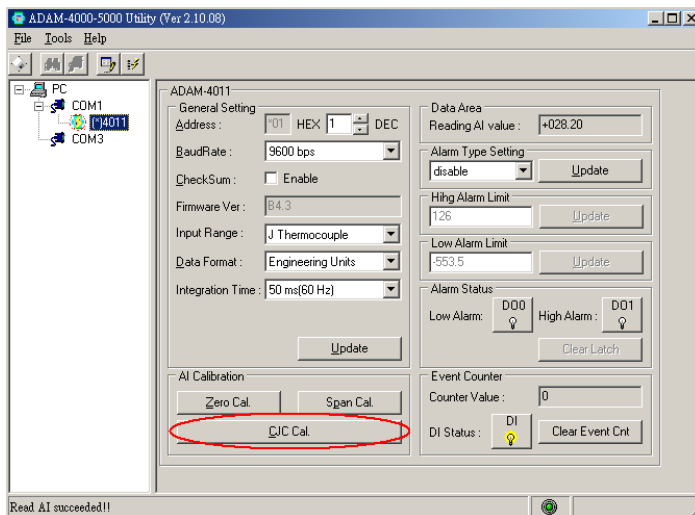 ADAM-4000-5000 Utility (Ver 2.10.08)
File Tools Help
PC
COM1
(*)4011
COM3
ADAM-4011
General Setting
Address : *01 HEX 1 DEC
BaudRate : 9600 bps
CheckSum : Enable
Firmware Ver : B4.3
Input Range : J Thermocouple
Data Format : Engineering Units
Integration Time : 50 ms(60 Hz)
Update
AI Calibration
Zero Cal. Span Cal.
CJC Cal.
Data Area
Reading AI value : +028.20
Alarm Type Setting
disable Update
Hihg Alarm Limit
126 Update
Low Alarm Limit
-553.5 Update
Alarm Status
Low Alarm: DO0 High Alarm : DO1
Clear Latch
Event Counter
Counter Value : 0
DI Status : DI Clear Event Cnt
Read AI succeeded!!